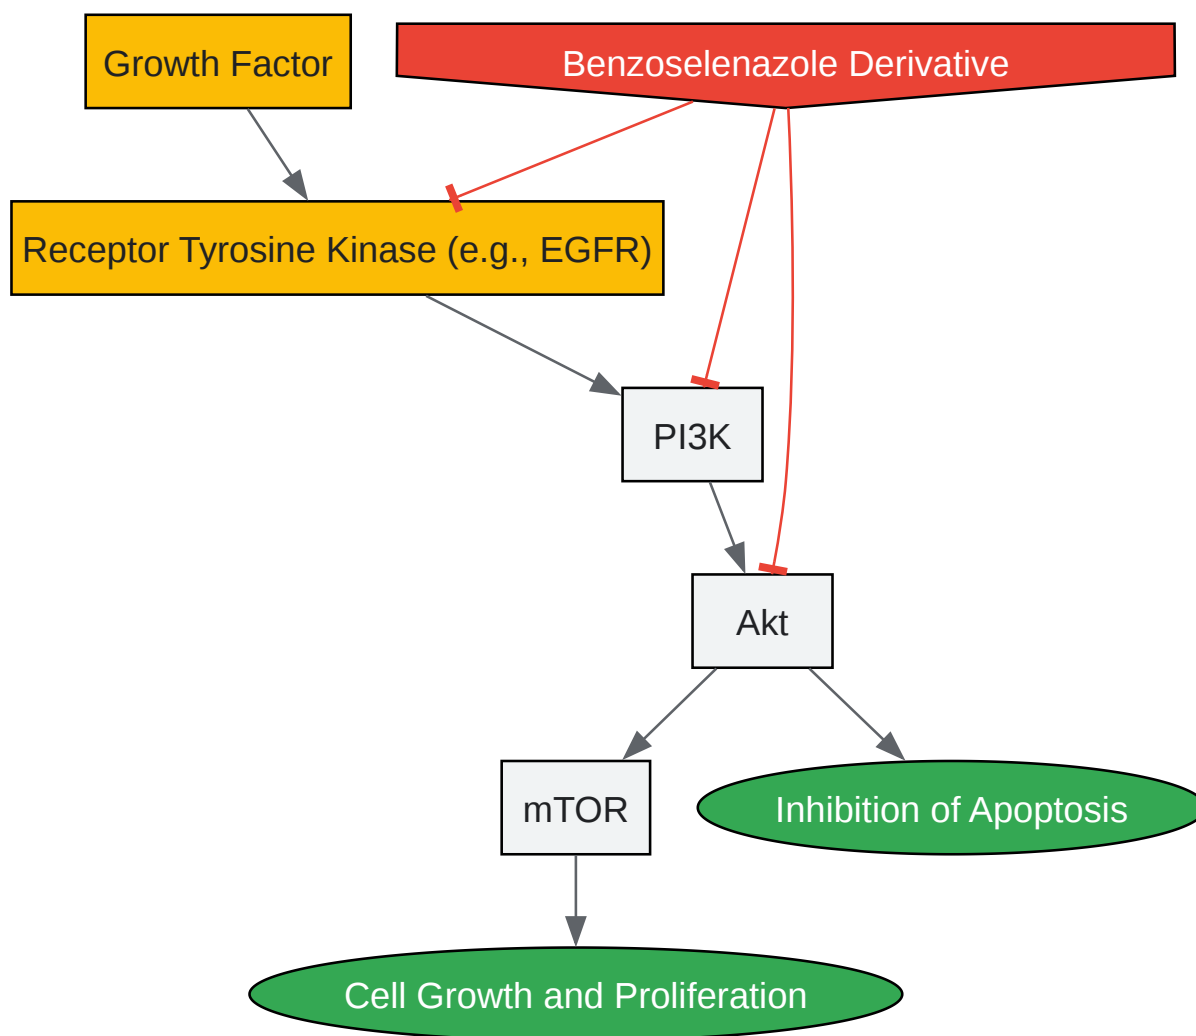 Growth Factor
Benzoselenazole Derivative
Receptor Tyrosine Kinase (e.g., EGFR)
PI3K
Akt
mTOR
Inhibition of Apoptosis
Cell Growth and Proliferation